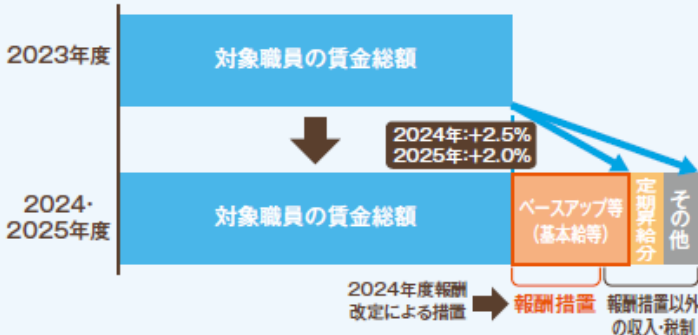 2023年度
対象職員の賃金総額
2024年:+2.5%
2025年:+2.0%
2024・
2025年度
対象職員の賃金総額
ベースアップ等
(基本給等)
定期昇給分
その他
2024年度報酬
改定による措置
報酬措置
報酬措置以外
の収入・税制